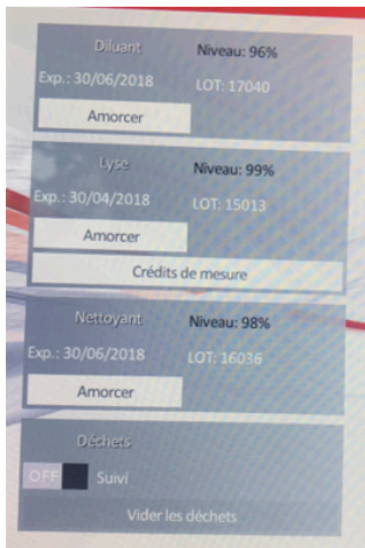 Diluant
Niveau: 96%
Exp.: 30/06/2018
LOT: 17040
Amorcer
Lyse
Niveau: 99%
Exp.: 30/04/2018
LOT: 15013
Amorcer
Crédits de mesure
Nettoyant
Niveau: 98%
Exp.: 30/06/2018
LOT: 16036
Amorcer
Déchets
OFF
Suivi
Vider les déchets